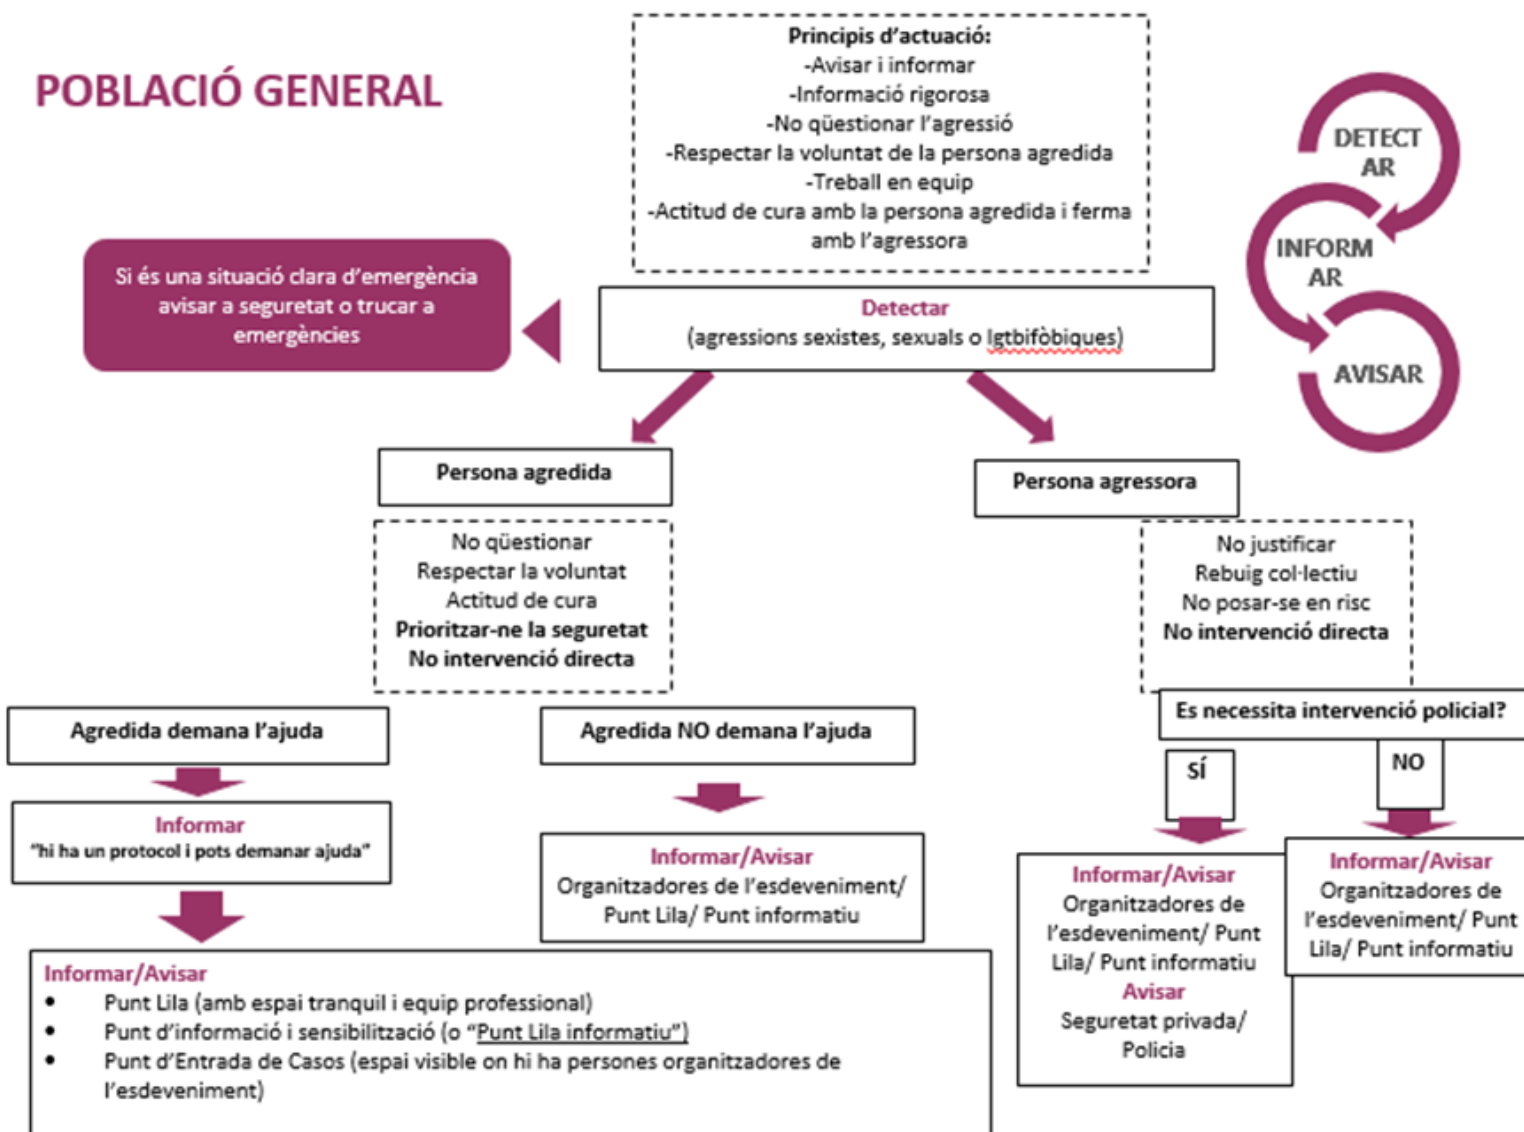 POBLACIÓ GENERAL
Principis d'actuació:
-Avisar i informar
-Informació rigorosa
-No qüestionar l'agressió
-Respectar la voluntat de la persona agredida
-Treball en equip
-Actitud de cura amb la persona agredida i ferma
amb l'agressora
DETECT
AR
INFORM
AR
AVISAR
Si és una situació clara d'emergència
avisar a seguretat o trucar a
emergències
Detectar
(agressions sexistes, sexuals o lgtbifòbiques)
Persona agredida
Persona agressora
No qüestionar
Respectar la voluntat
Actitud de cura
Prioritzar-ne la seguretat
No intervenció directa
No justificar
Rebuig col·lectiu
No posar-se en risc
No intervenció directa
Agredida demana l'ajuda
Agredida NO demana l'ajuda
Es necessita intervenció policial?
SÍ
NO
Informar
"hi ha un protocol i pots demanar ajuda"
Informar/Avisar
Organitzadores de l'esdeveniment/
Punt Lila/ Punt informatiu
Informar/Avisar
Organitzadores de
l'esdeveniment/ Punt
Lila/ Punt informatiu
Avisar
Seguretat privada/
Policia
Informar/Avisar
Organitzadores de
l'esdeveniment/ Punt
Lila/ Punt informatiu
Informar/Avisar
• Punt Lila (amb espai tranquil i equip professional)
• Punt d'informació i sensibilització (o "Punt Lila informatiu")
• Punt d'Entrada de Casos (espai visible on hi ha persones organitzadores de
l'esdeveniment)